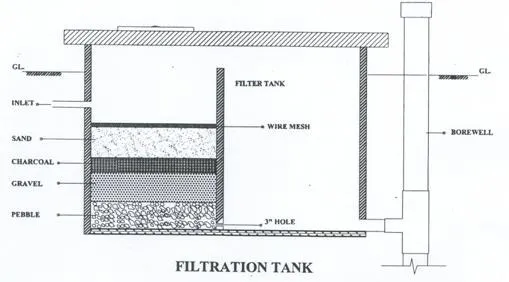 GL.
GL.
FILTER TANK
INLET
WIRE MESH
BOREWELL
SAND
CHARCOAL
GRAVEL
PEBBLE
3" HOLE
FILTRATION TANK